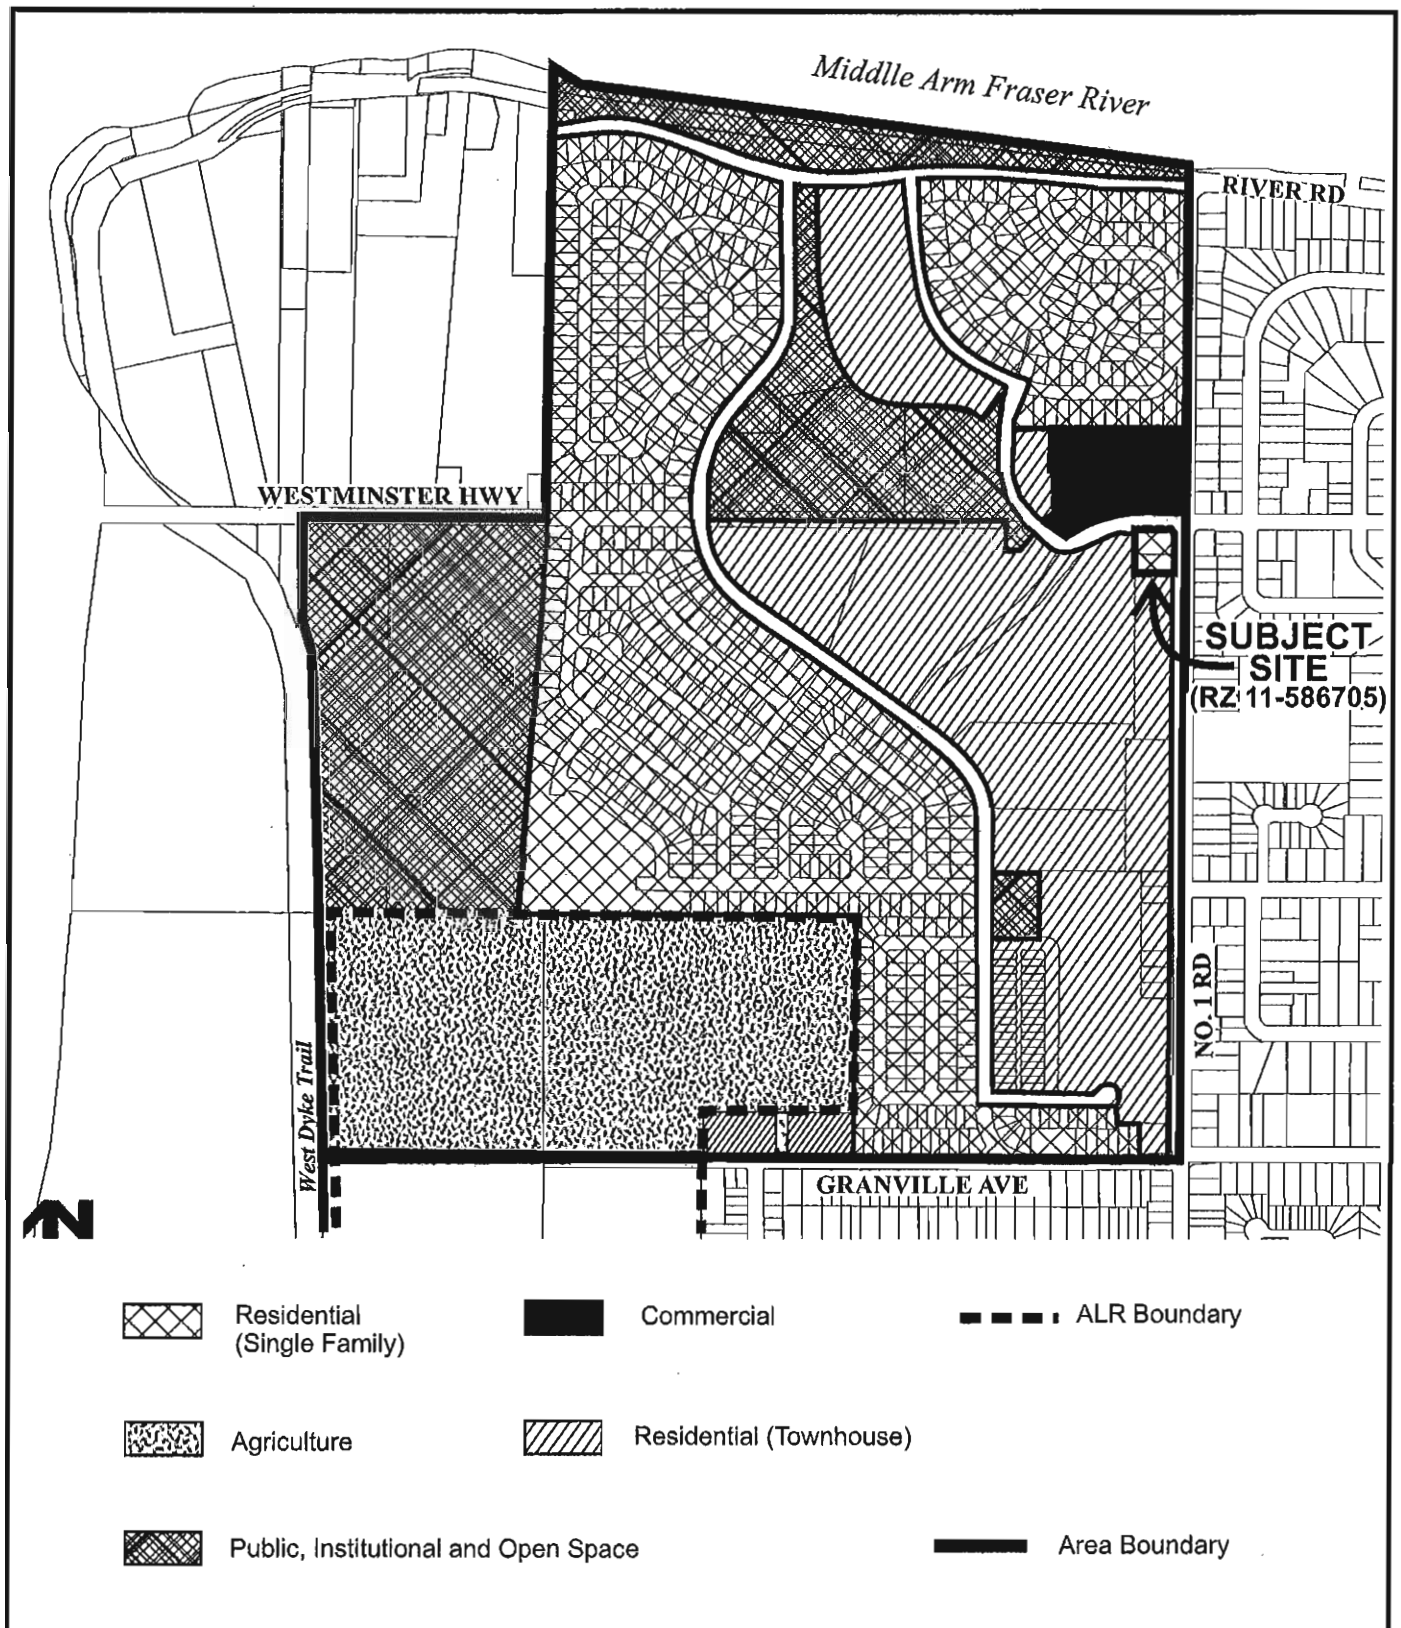 Middlle Arm Fraser River
RIVER RD
WESTMINSTER HWY
SUBJECT
SITE
(RZ 11-586705)
NO. 1 RD
West Dyke Trail
GRANVILLE AVE
N
Residential
(Single Family)
Commercial
ALR Boundary
Agriculture
Residential (Townhouse)
Public, Institutional and Open Space
Area Boundary